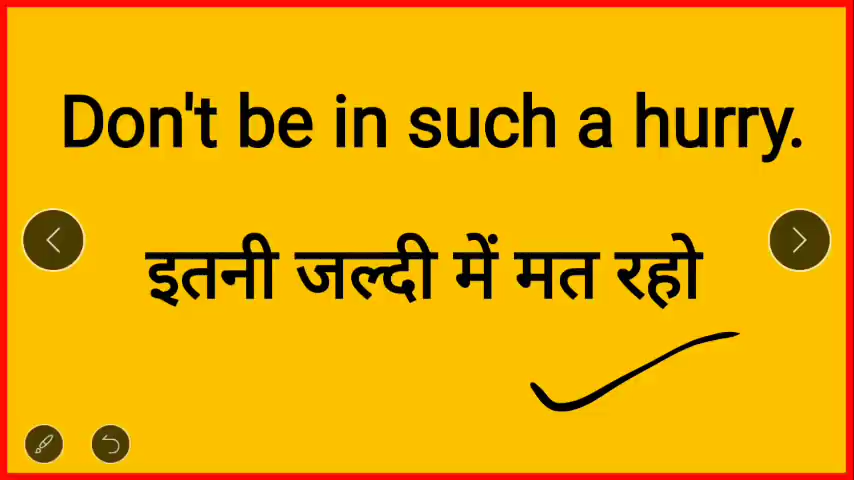 Don't be in such a hurry.
इतनी जल्दी में मत रहो